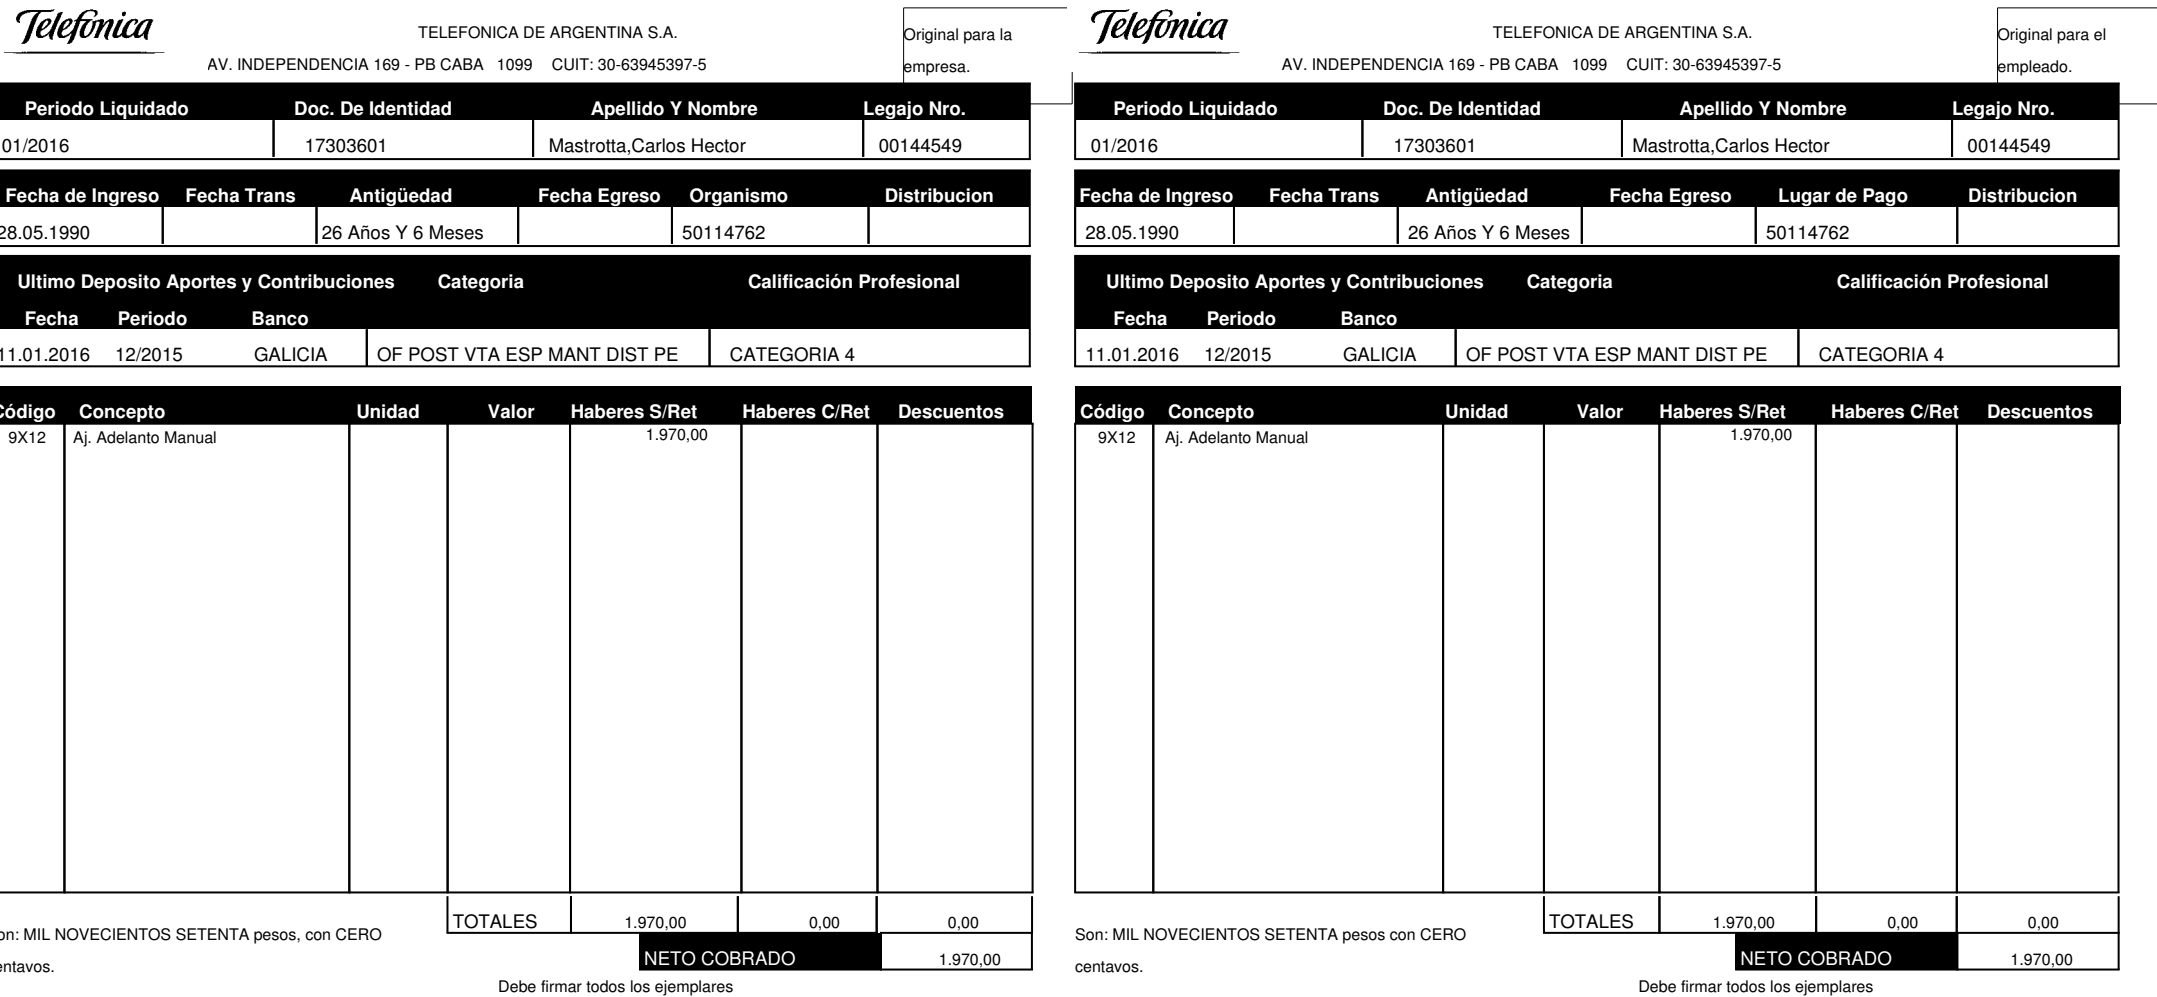 Telefónica
TELEFONICA DE ARGENTINA S.A.
AV. INDEPENDENCIA 169 - PB CABA 1099 CUIT: 30-63945397-5
Original para la
empresa.
Periodo Liquidado Doc. De Identidad Apellido Y Nombre Legajo Nro.
01/2016 17303601 Mastrotta,Carlos Hector 00144549
Fecha de Ingreso Fecha Trans Antigüedad Fecha Egreso Organismo Distribucion
28.05.1990 26 Años Y 6 Meses 50114762
Ultimo Deposito Aportes y Contribuciones Categoria Calificación Profesional
Fecha Periodo Banco
11.01.2016 12/2015 GALICIA OF POST VTA ESP MANT DIST PE CATEGORIA 4
Código Concepto Unidad Valor Haberes S/Ret Haberes C/Ret Descuentos
9X12 Aj. Adelanto Manual 1.970,00
TOTALES 1.970,00 0,00 0,00
on: MIL NOVECIENTOS SETENTA pesos, con CERO
entavos.
NETO COBRADO 1.970,00
Debe firmar todos los ejemplares
Telefónica
TELEFONICA DE ARGENTINA S.A.
AV. INDEPENDENCIA 169 - PB CABA 1099 CUIT: 30-63945397-5
Original para el
empleado.
Periodo Liquidado Doc. De Identidad Apellido Y Nombre Legajo Nro.
01/2016 17303601 Mastrotta,Carlos Hector 00144549
Fecha de Ingreso Fecha Trans Antigüedad Fecha Egreso Lugar de Pago Distribucion
28.05.1990 26 Años Y 6 Meses 50114762
Ultimo Deposito Aportes y Contribuciones Categoria Calificación Profesional
Fecha Periodo Banco
11.01.2016 12/2015 GALICIA OF POST VTA ESP MANT DIST PE CATEGORIA 4
Código Concepto Unidad Valor Haberes S/Ret Haberes C/Ret Descuentos
9X12 Aj. Adelanto Manual 1.970,00
TOTALES 1.970,00 0,00 0,00
Son: MIL NOVECIENTOS SETENTA pesos con CERO
centavos.
NETO COBRADO 1.970,00
Debe firmar todos los ejemplares